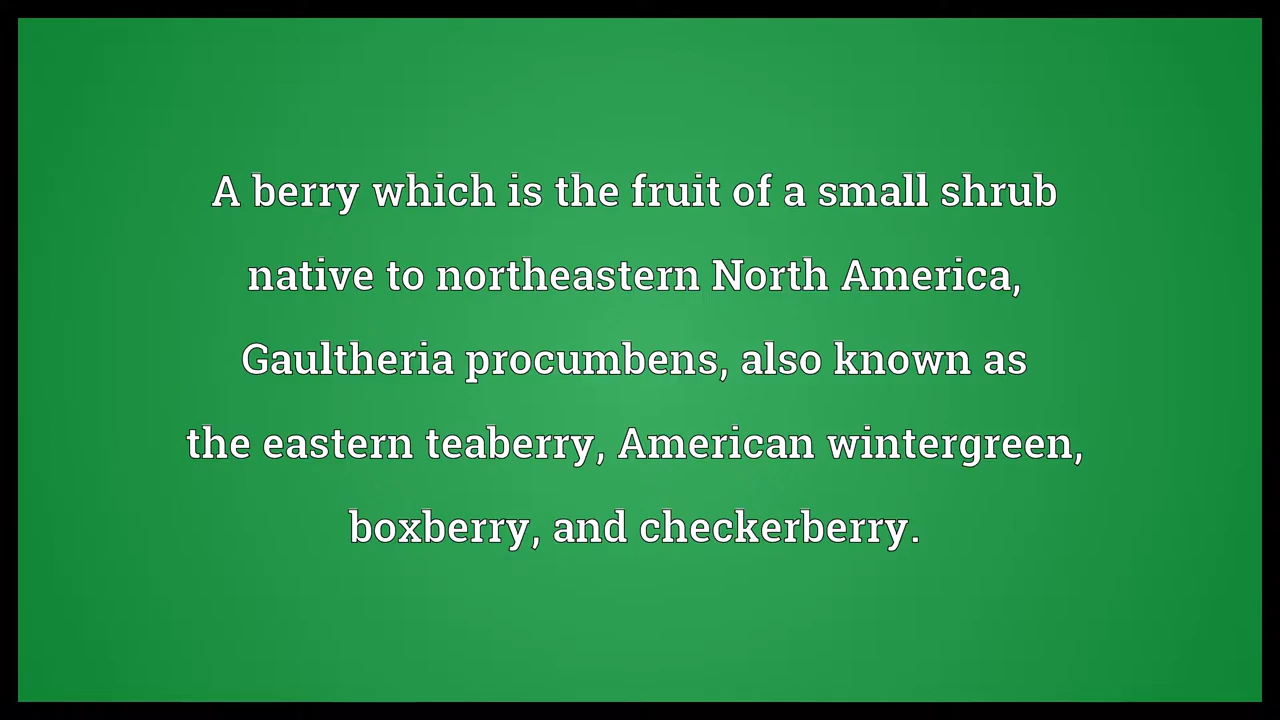 A berry which is the fruit of a small shrub
native to northeastern North America,
Gaultheria procumbens, also known as
the eastern teaberry, American wintergreen,
boxberry, and checkerberry.